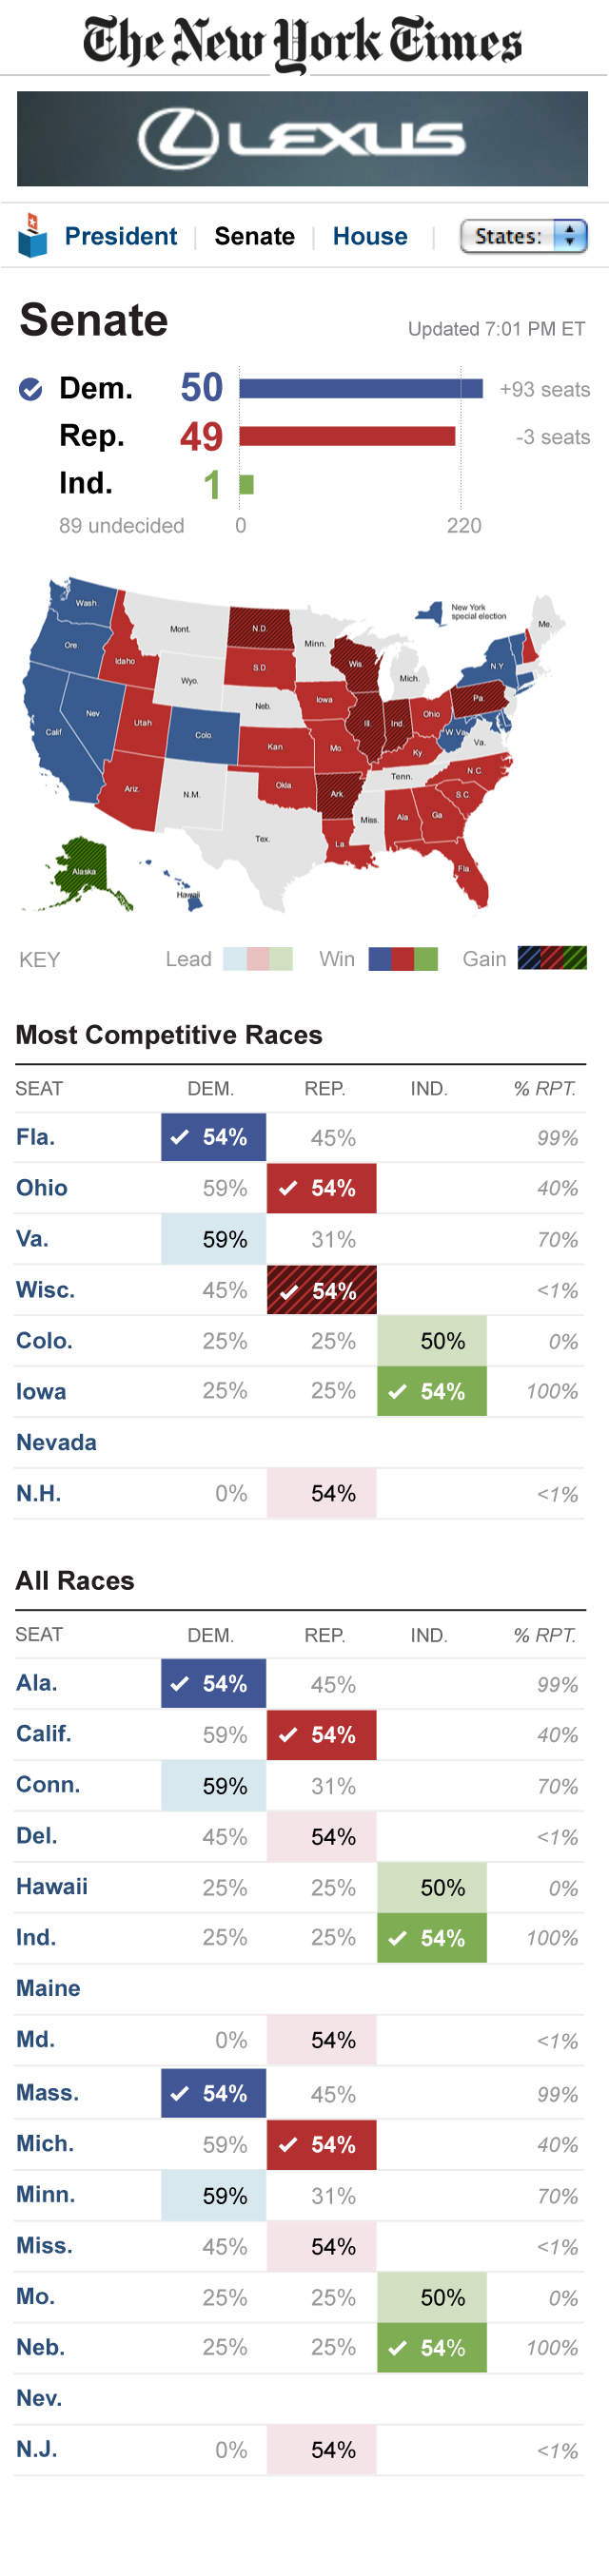 The New York Times
LEXUS
President | Senate | House | States:
Senate
Updated 7:01 PM ET
Dem. 50 +93 seats
Rep. 49 -3 seats
Ind. 1
89 undecided 0 220
Wash
Ore
Calif
Nev
Idaho
Utah
Ariz.
Mont.
Wyo.
Colo.
N.M.
N.D.
S.D.
Neb.
Kan
Okla.
Tex.
Minn.
Iowa
Mo.
Ark.
La
Wis.
Ill.
Mich.
Ind.
Ohio
Ky.
Tenn.
Miss.
Ala
Ga
Fla.
S.C.
N.C.
Va.
W.Va.
Pa.
N.Y
Me.
New York
special election
Alaska
Hawaii
KEY Lead Win Gain
Most Competitive Races
SEAT DEM. REP. IND. % RPT.
Fla. 54% 45% 99%
Ohio 59% 54% 40%
Va. 59% 31% 70%
Wisc. 45% 54% <1%
Colo. 25% 25% 50% 0%
Iowa 25% 25% 54% 100%
Nevada
N.H. 0% 54% <1%
All Races
SEAT DEM. REP. IND. % RPT.
Ala. 54% 45% 99%
Calif. 59% 54% 40%
Conn. 59% 31% 70%
Del. 45% 54% <1%
Hawaii 25% 25% 50% 0%
Ind. 25% 25% 54% 100%
Maine
Md. 0% 54% <1%
Mass. 54% 45% 99%
Mich. 59% 54% 40%
Minn. 59% 31% 70%
Miss. 45% 54% <1%
Mo. 25% 25% 50% 0%
Neb. 25% 25% 54% 100%
Nev.
N.J. 0% 54% <1%